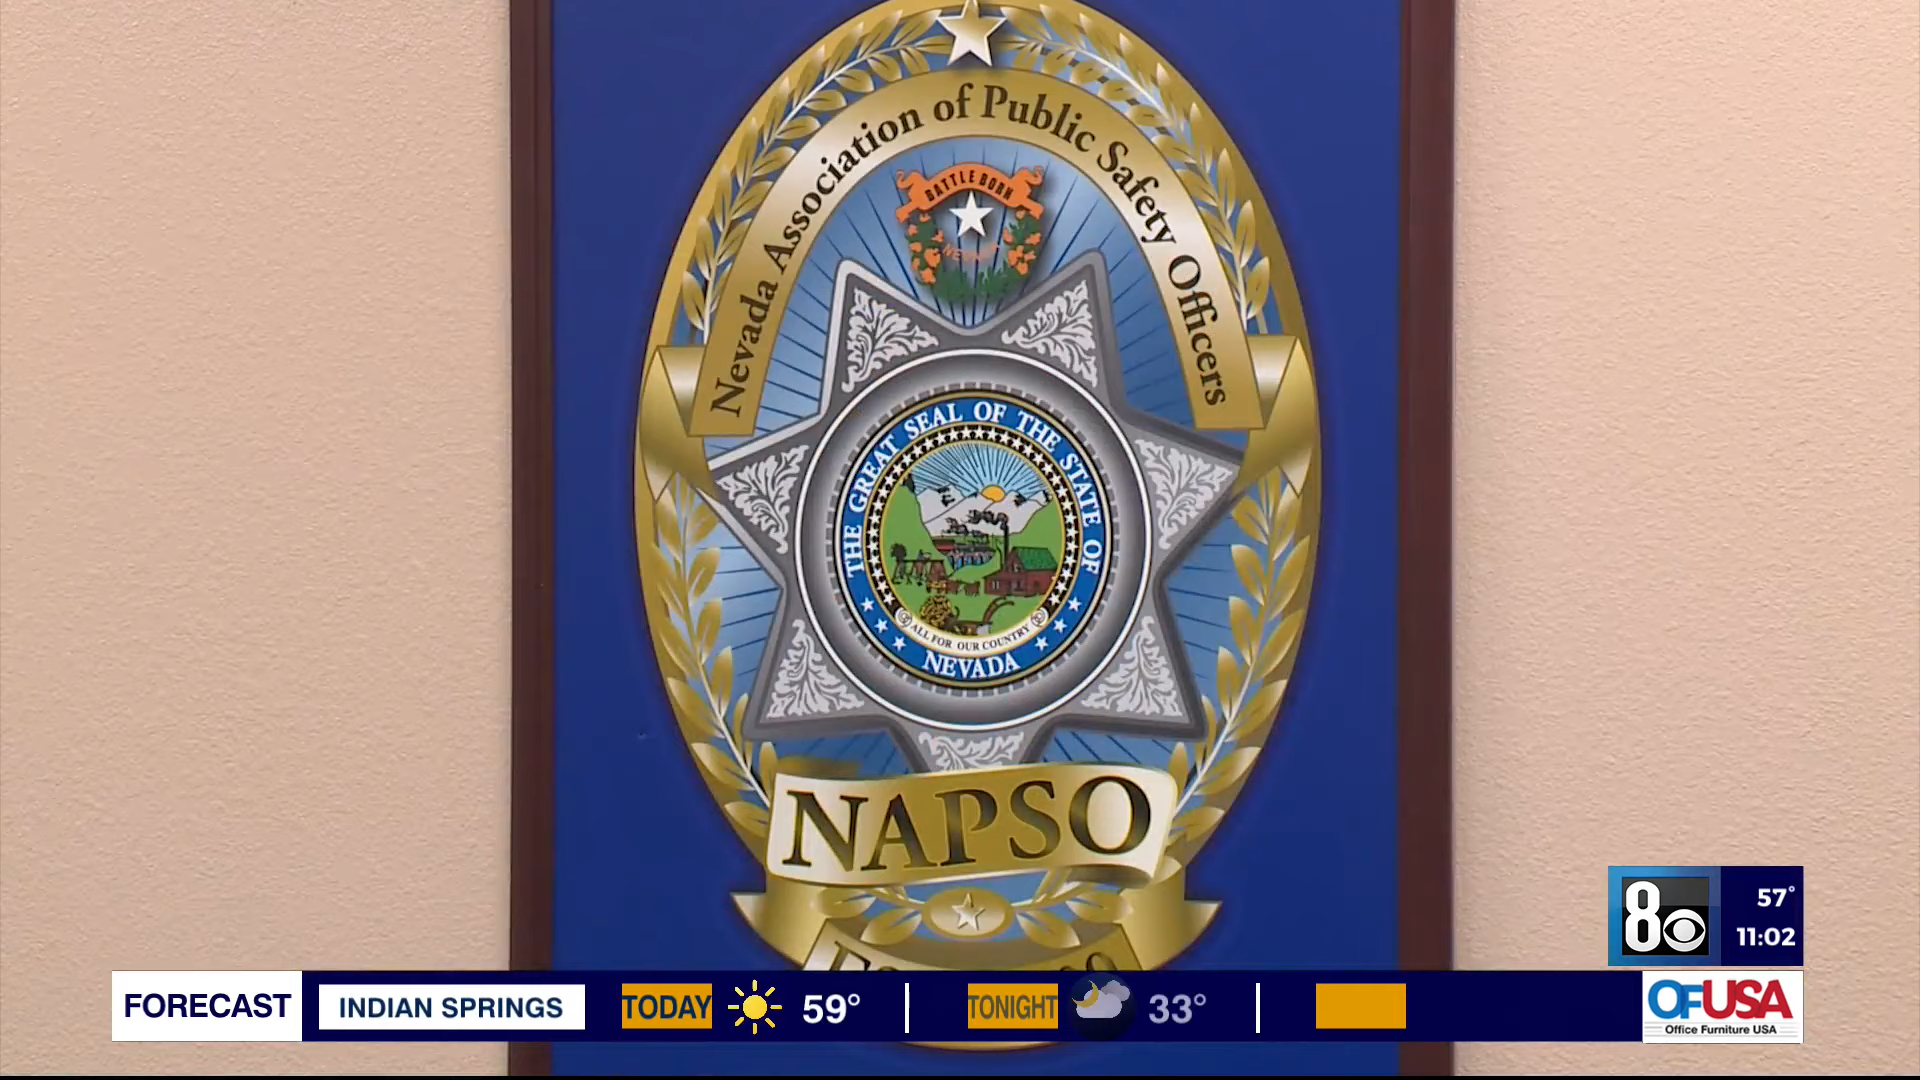 Nevada Association of Public Safety Officers
BATTLE BORN
NEVADA
THE GREAT SEAL OF THE STATE OF
ALL FOR OUR COUNTRY
NEVADA
NAPSO
8
57°
11:02
FORECAST
INDIAN SPRINGS
TODAY
59°
TONIGHT
33°
OFUSA
Office Furniture USA